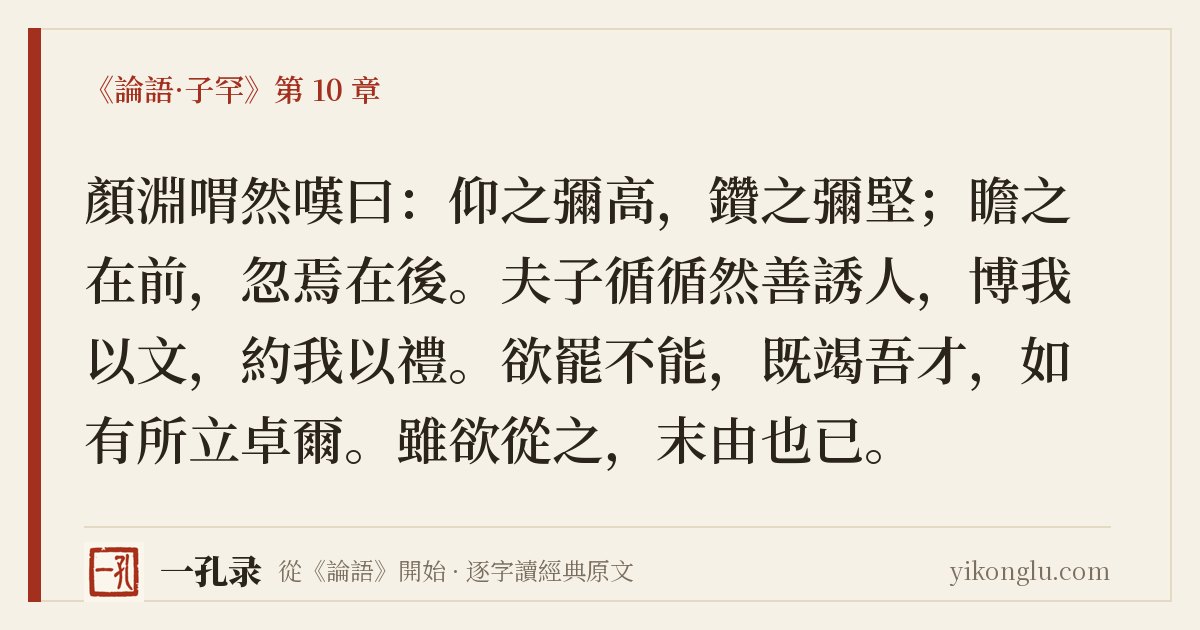 《論語·子罕》第 10 章
顏淵喟然嘆曰：仰之彌高，鑽之彌堅；瞻之
在前，忽焉在後。夫子循循然善誘人，博我
以文，約我以禮。欲罷不能，既竭吾才，如
有所立卓爾。雖欲從之，末由也已。
一孔
一孔录 從《論語》開始 · 逐字讀經典原文 yikonglu.com